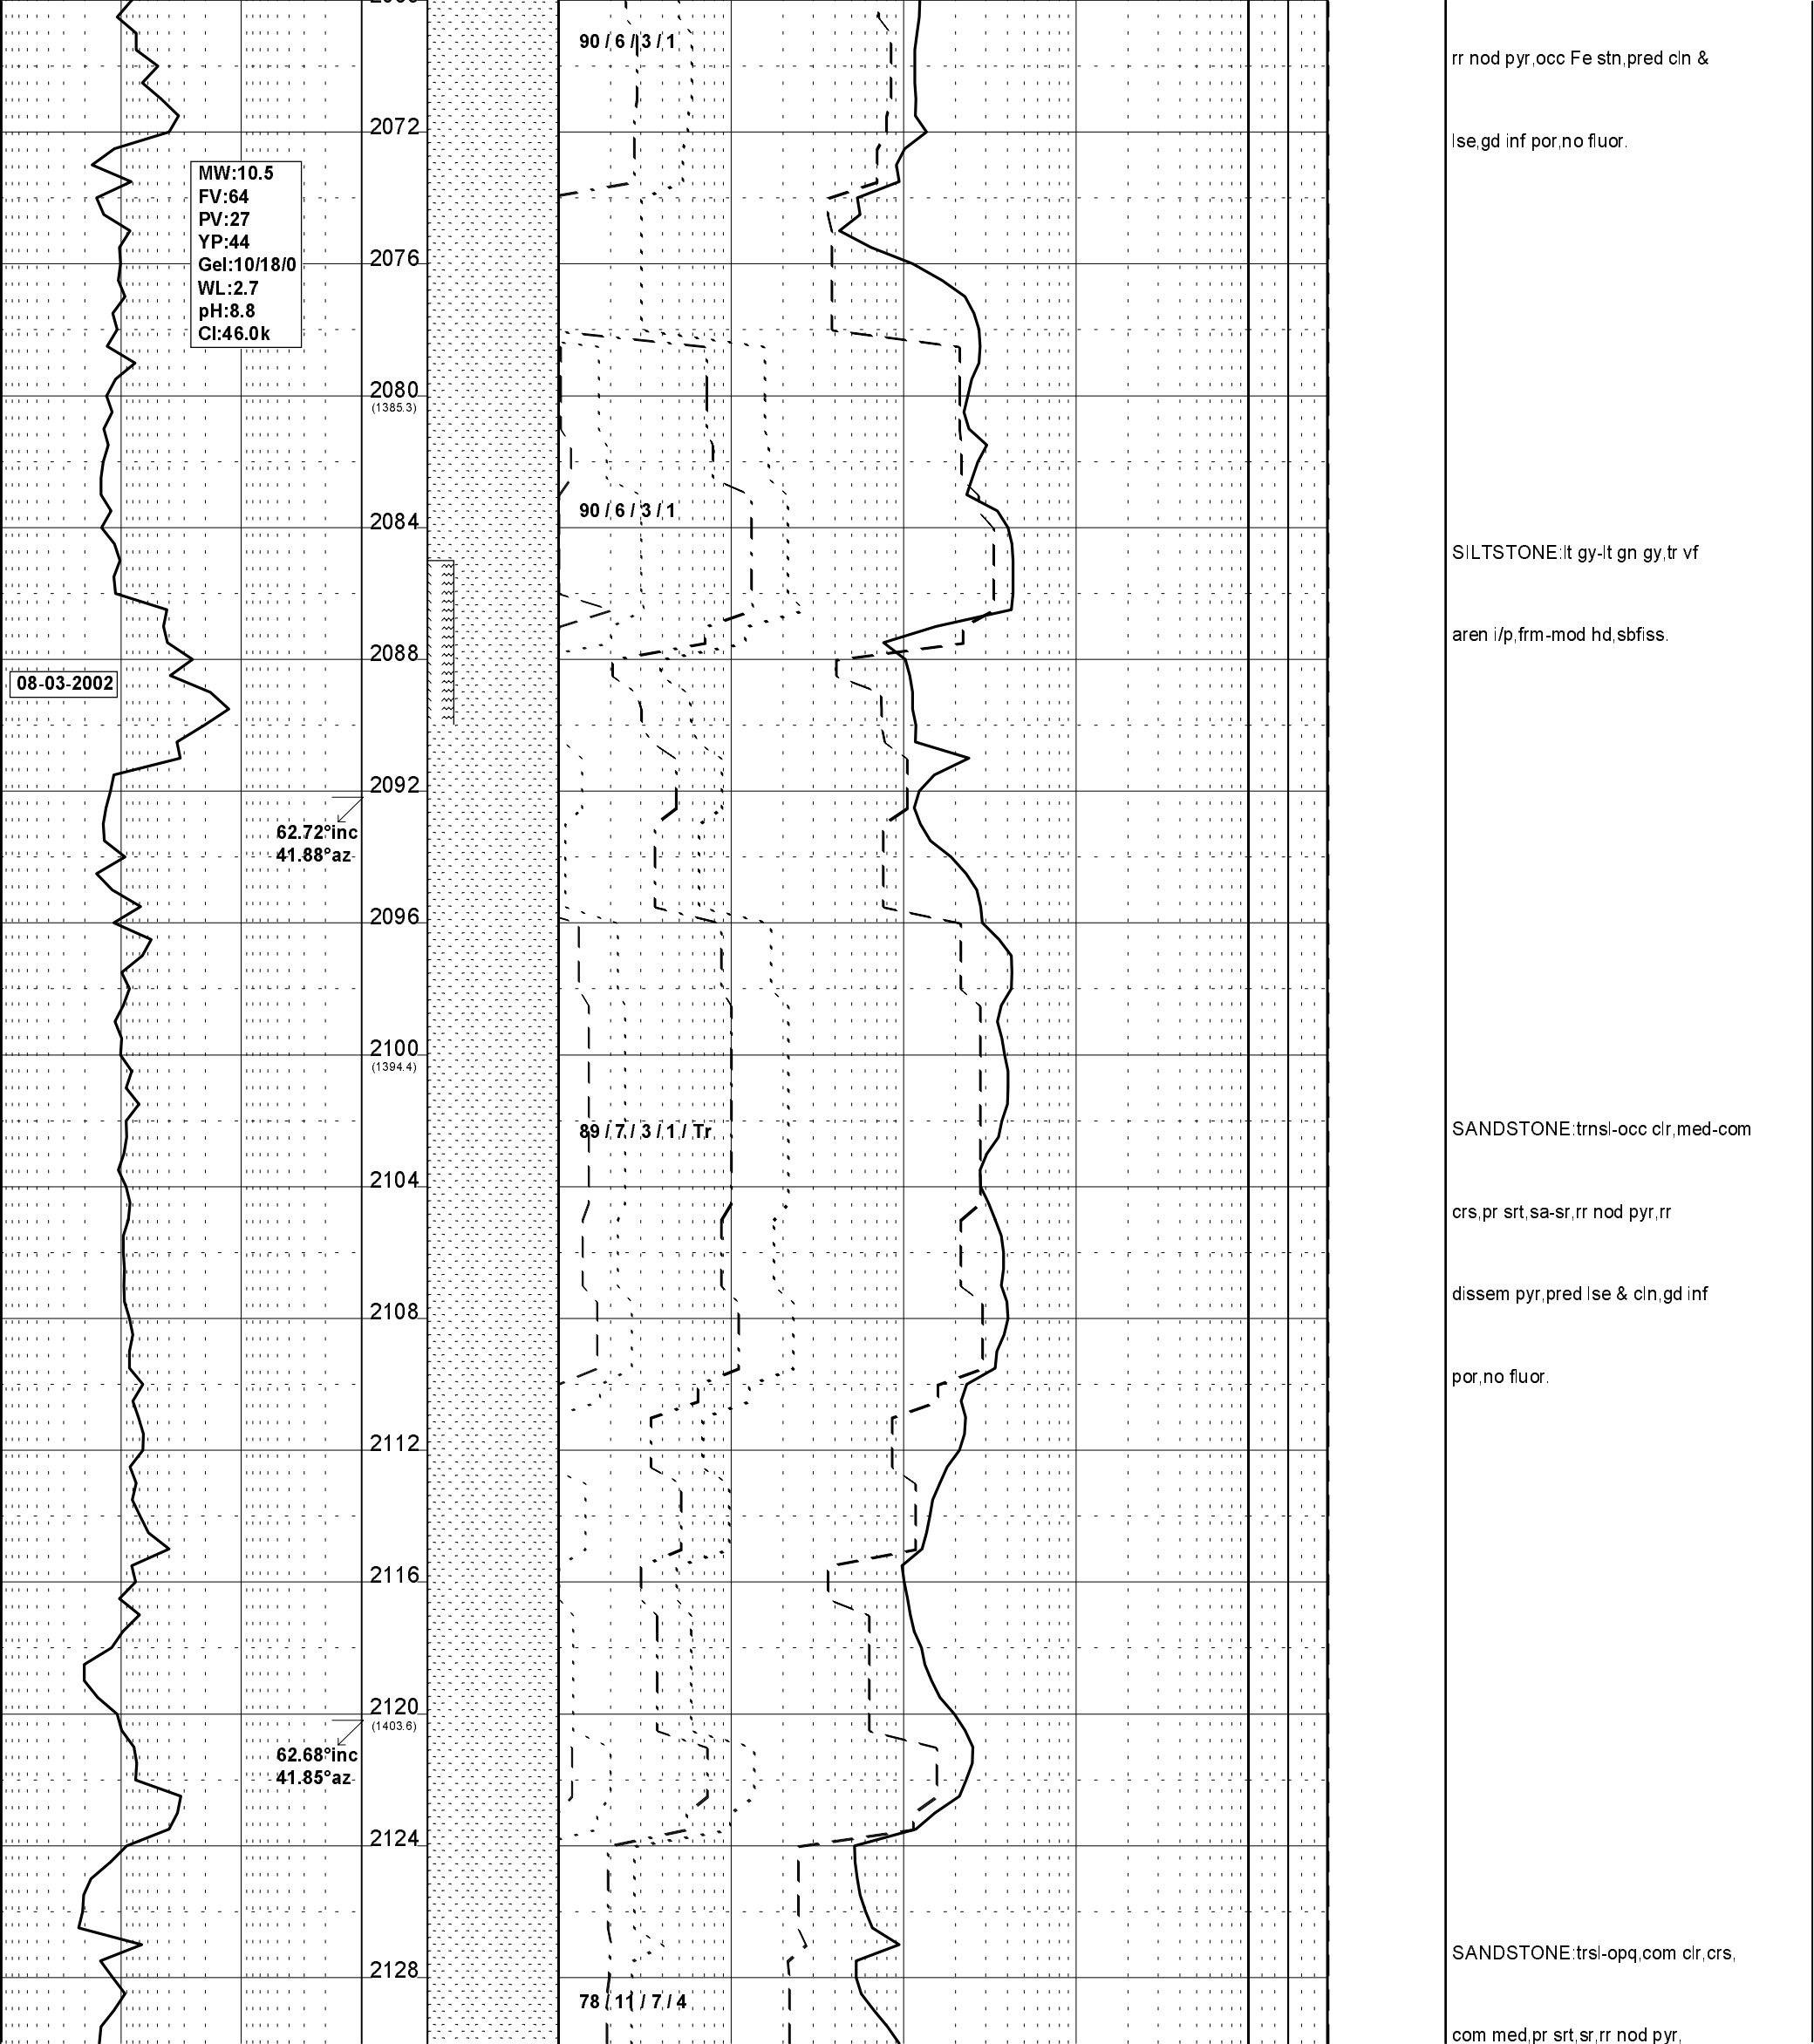 90 / 6 / 3 / 1
rr nod pyr,occ Fe stn,pred cln &
2072
lse,gd inf por,no fluor.
MW:10.5
FV:64
PV:27
YP:44
Gel:10/18/0
WL:2.7
pH:8.8
Cl:46.0k
2076
2080
(1385.3)
90 / 6 / 3 / 1
2084
SILTSTONE:lt gy-lt gn gy,tr vf
aren i/p,frm-mod hd,sbfiss.
2088
08-03-2002
2092
62.72°inc
41.88°az
2096
2100
(1394.4)
89 / 7 / 3 / 1 / Tr
SANDSTONE:trnsl-occ clr,med-com
2104
crs,pr srt,sa-sr,rr nod pyr,rr
dissem pyr,pred lse & cln,gd inf
2108
por,no fluor.
2112
2116
2120
(1403.6)
62.68°inc
41.85°az
2124
SANDSTONE:trsl-opq,com clr,crs,
2128
78 / 11 / 7 / 4
com med,pr srt,sr,rr nod pyr,